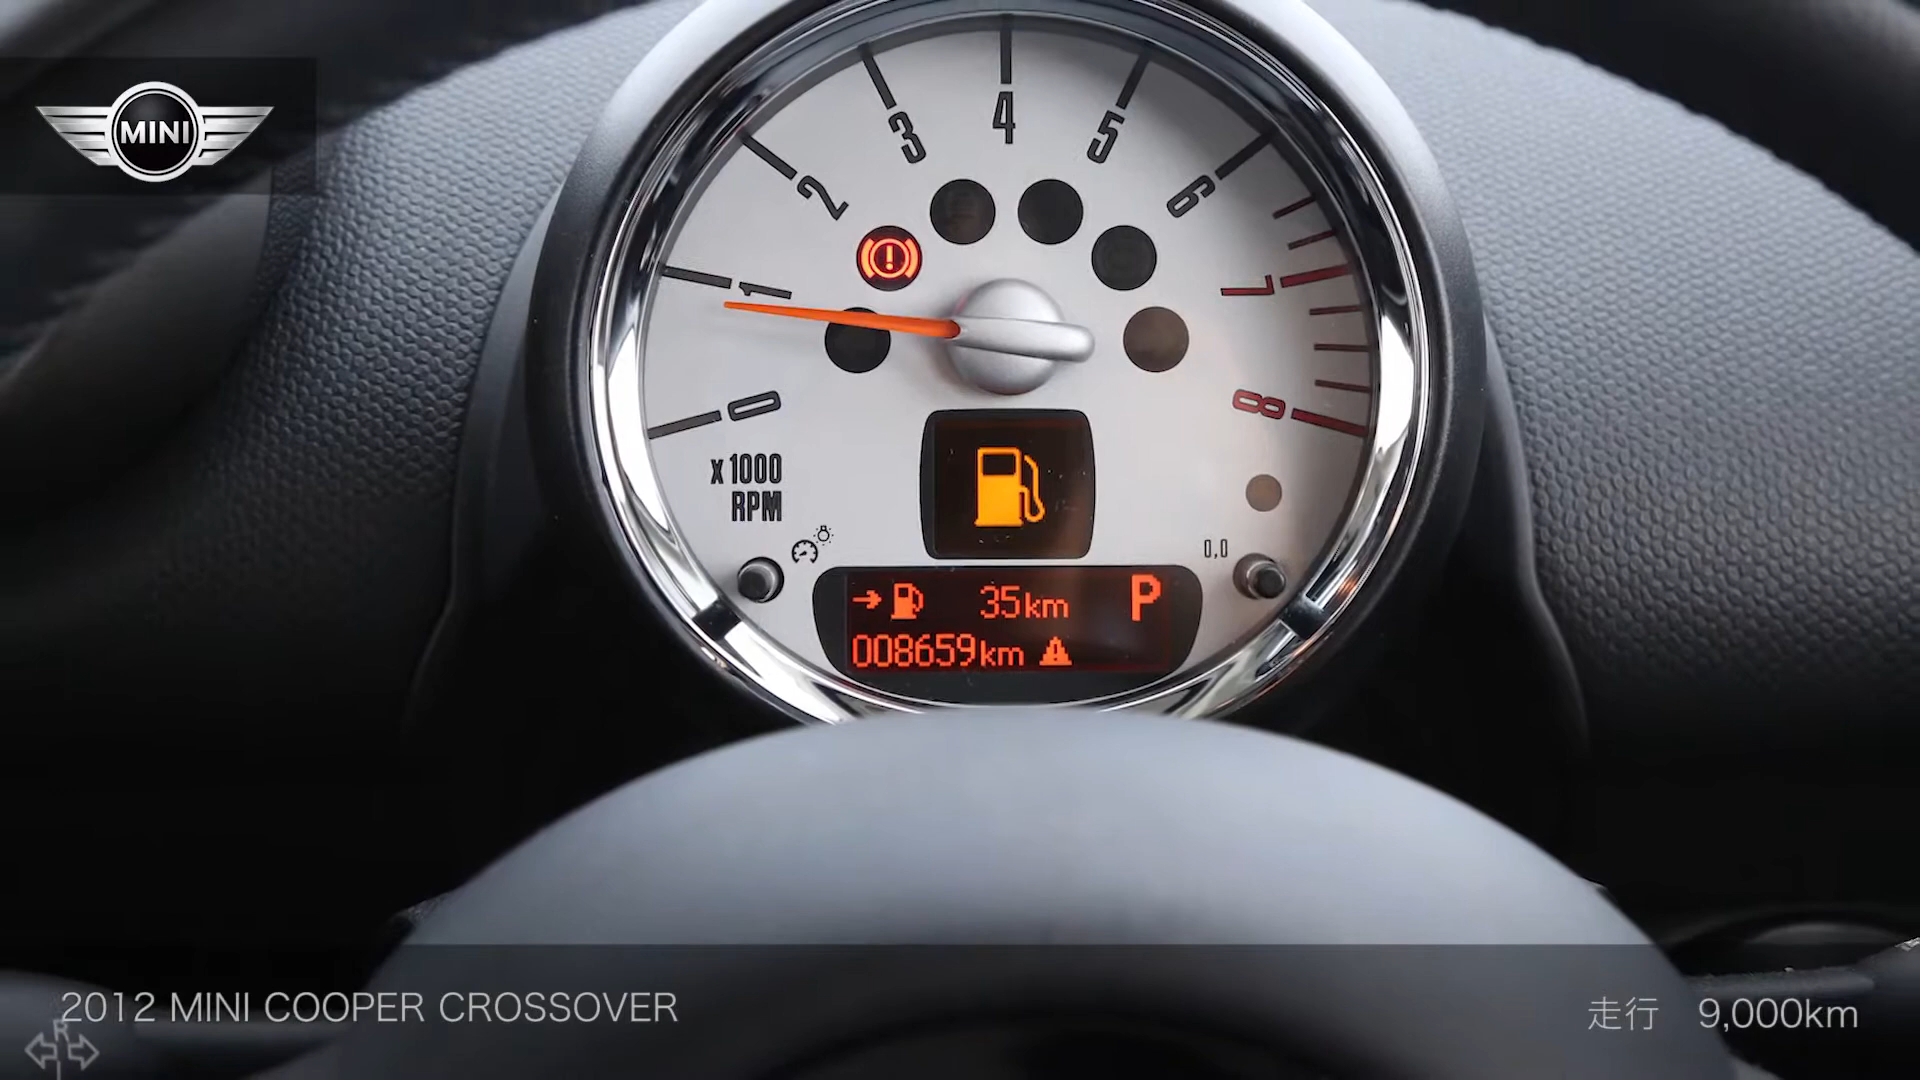 MINI
0
1
2
3
4
5
6
7
8
x1000
RPM
0,0
35km P
008659km
2012 MINI COOPER CROSSOVER
走行 9,000km
R